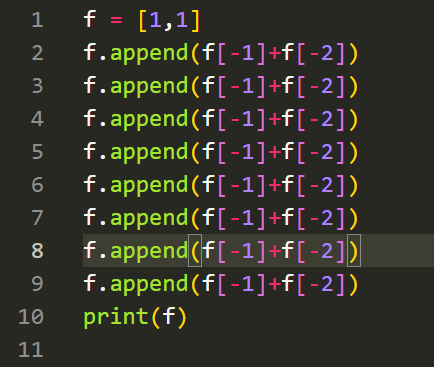 1 f = [1,1]
2 f.append(f[-1]+f[-2])
3 f.append(f[-1]+f[-2])
4 f.append(f[-1]+f[-2])
5 f.append(f[-1]+f[-2])
6 f.append(f[-1]+f[-2])
7 f.append(f[-1]+f[-2])
8 f.append(f[-1]+f[-2])
9 f.append(f[-1]+f[-2])
10 print(f)
11